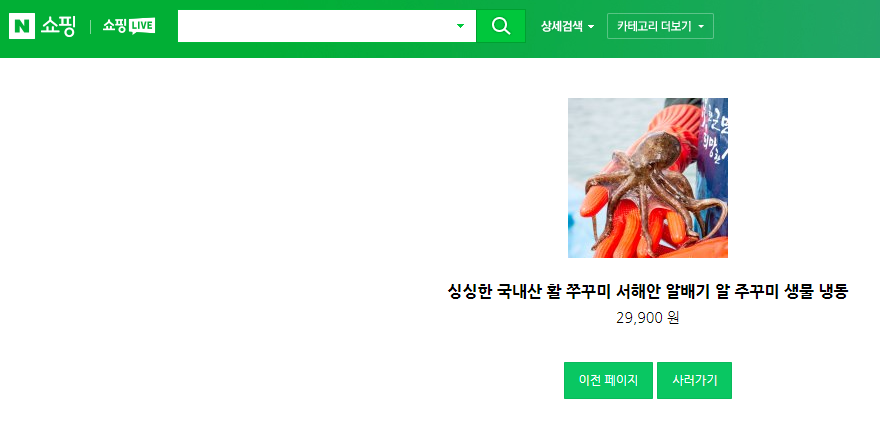 N 쇼핑 쇼핑 LIVE 상세검색 카테고리 더보기
싱싱한 국내산 활 쭈꾸미 서해안 알배기 알 주꾸미 생물 냉동
29,900 원
이전 페이지 사러가기